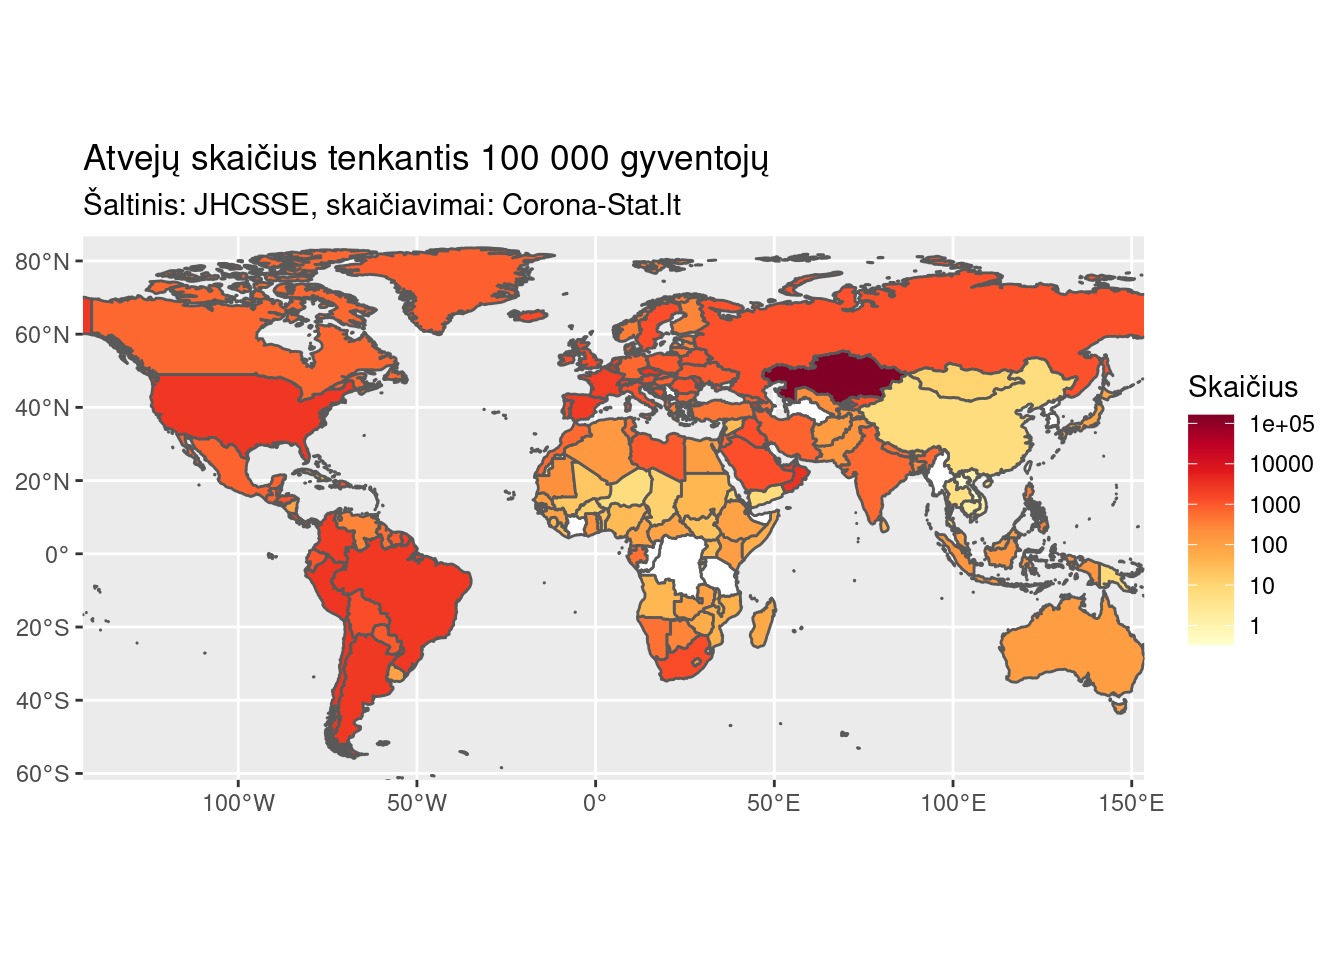 Atvejų skaičius tenkantis 100 000 gyventojų
Šaltinis: JHCSSE, skaičiavimai: Corona-Stat.lt
80°N
60°N
40°N
20°N
0°
20°S
40°S
60°S
100°W
50°W
0°
50°E
100°E
150°E
Skaičius
1e+05
10000
1000
100
10
1